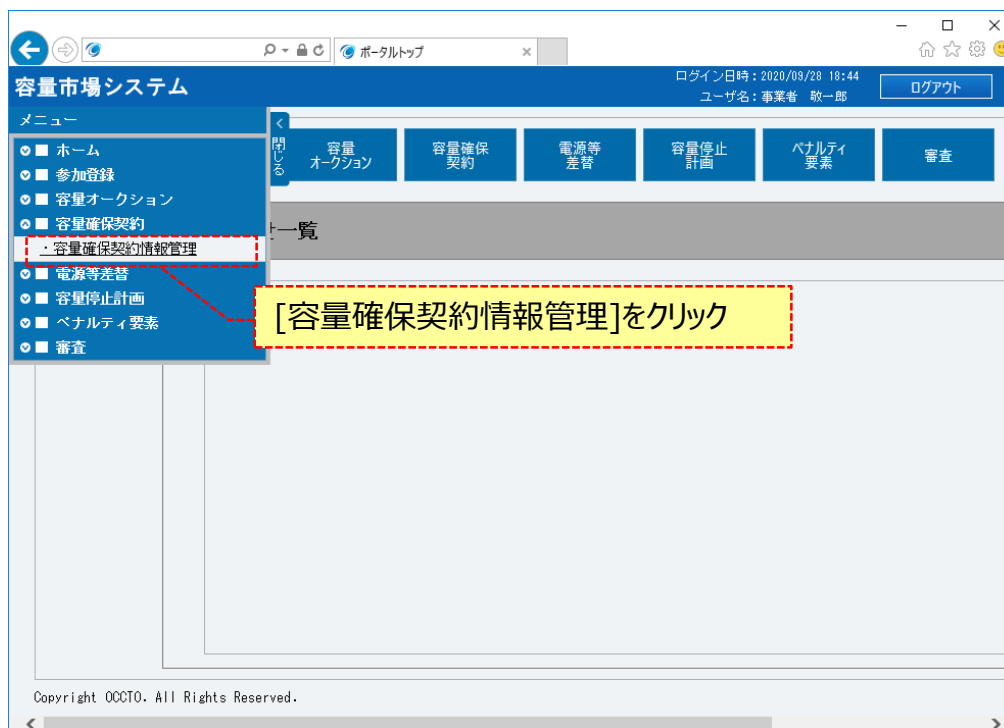 ポータルトップ
容量市場システム
ログイン日時：2020/09/28 18:44
ユーザ名：事業者　敬一郎
ログアウト
メニュー
閉じる
ホーム
参加登録
容量オークション
容量確保契約
・容量確保契約情報管理
電源等差替
容量停止計画
ペナルティ要素
審査
容量
オークション
容量確保
契約
電源等
差替
容量停止
計画
ペナルティ
要素
審査
一覧
[容量確保契約情報管理]をクリック
Copyright OCCTO. All Rights Reserved.